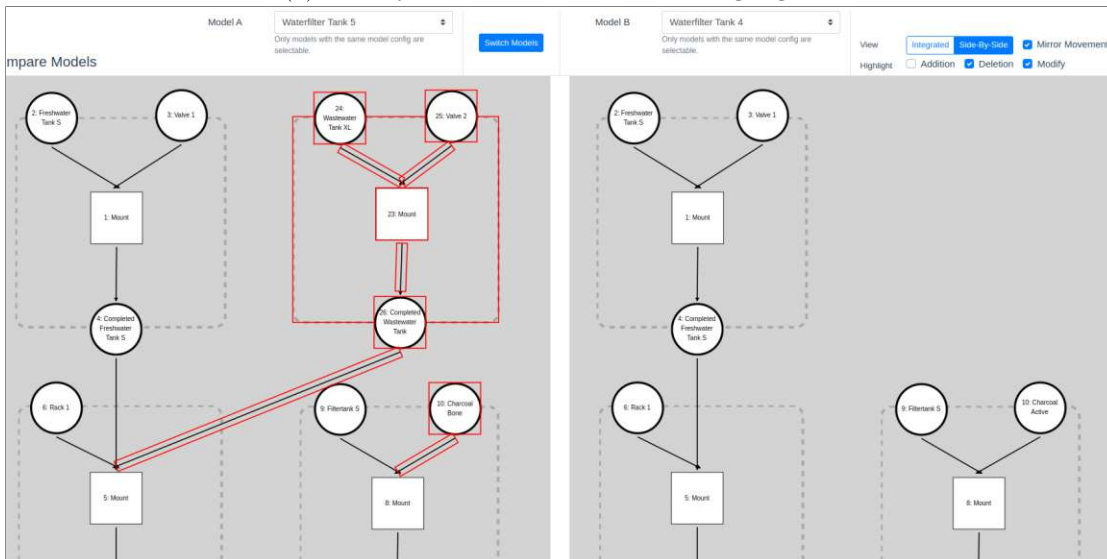 Model A
Waterfilter Tank 5
Only models with the same model config are
selectable.
Switch Models
Model B
Waterfilter Tank 4
Only models with the same model config are
selectable.
View
Integrated
Side-By-Side
Mirror Movement
Highlight
Addition
Deletion
Modify
mpare Models
2: Freshwater
Tank S
3: Valve 1
24:
Wastewater
Tank XL
25: Valve 2
1: Mount
23: Mount
4: Completed
Freshwater
Tank S
26: Completed
Wastewater
Tank
6: Rack 1
9: Filtertank S
10: Charcoal
Bone
5: Mount
8: Mount
2: Freshwater
Tank S
3: Valve 1
1: Mount
4: Completed
Freshwater
Tank S
6: Rack 1
9: Filtertank S
10: Charcoal
Active
5: Mount
8: Mount